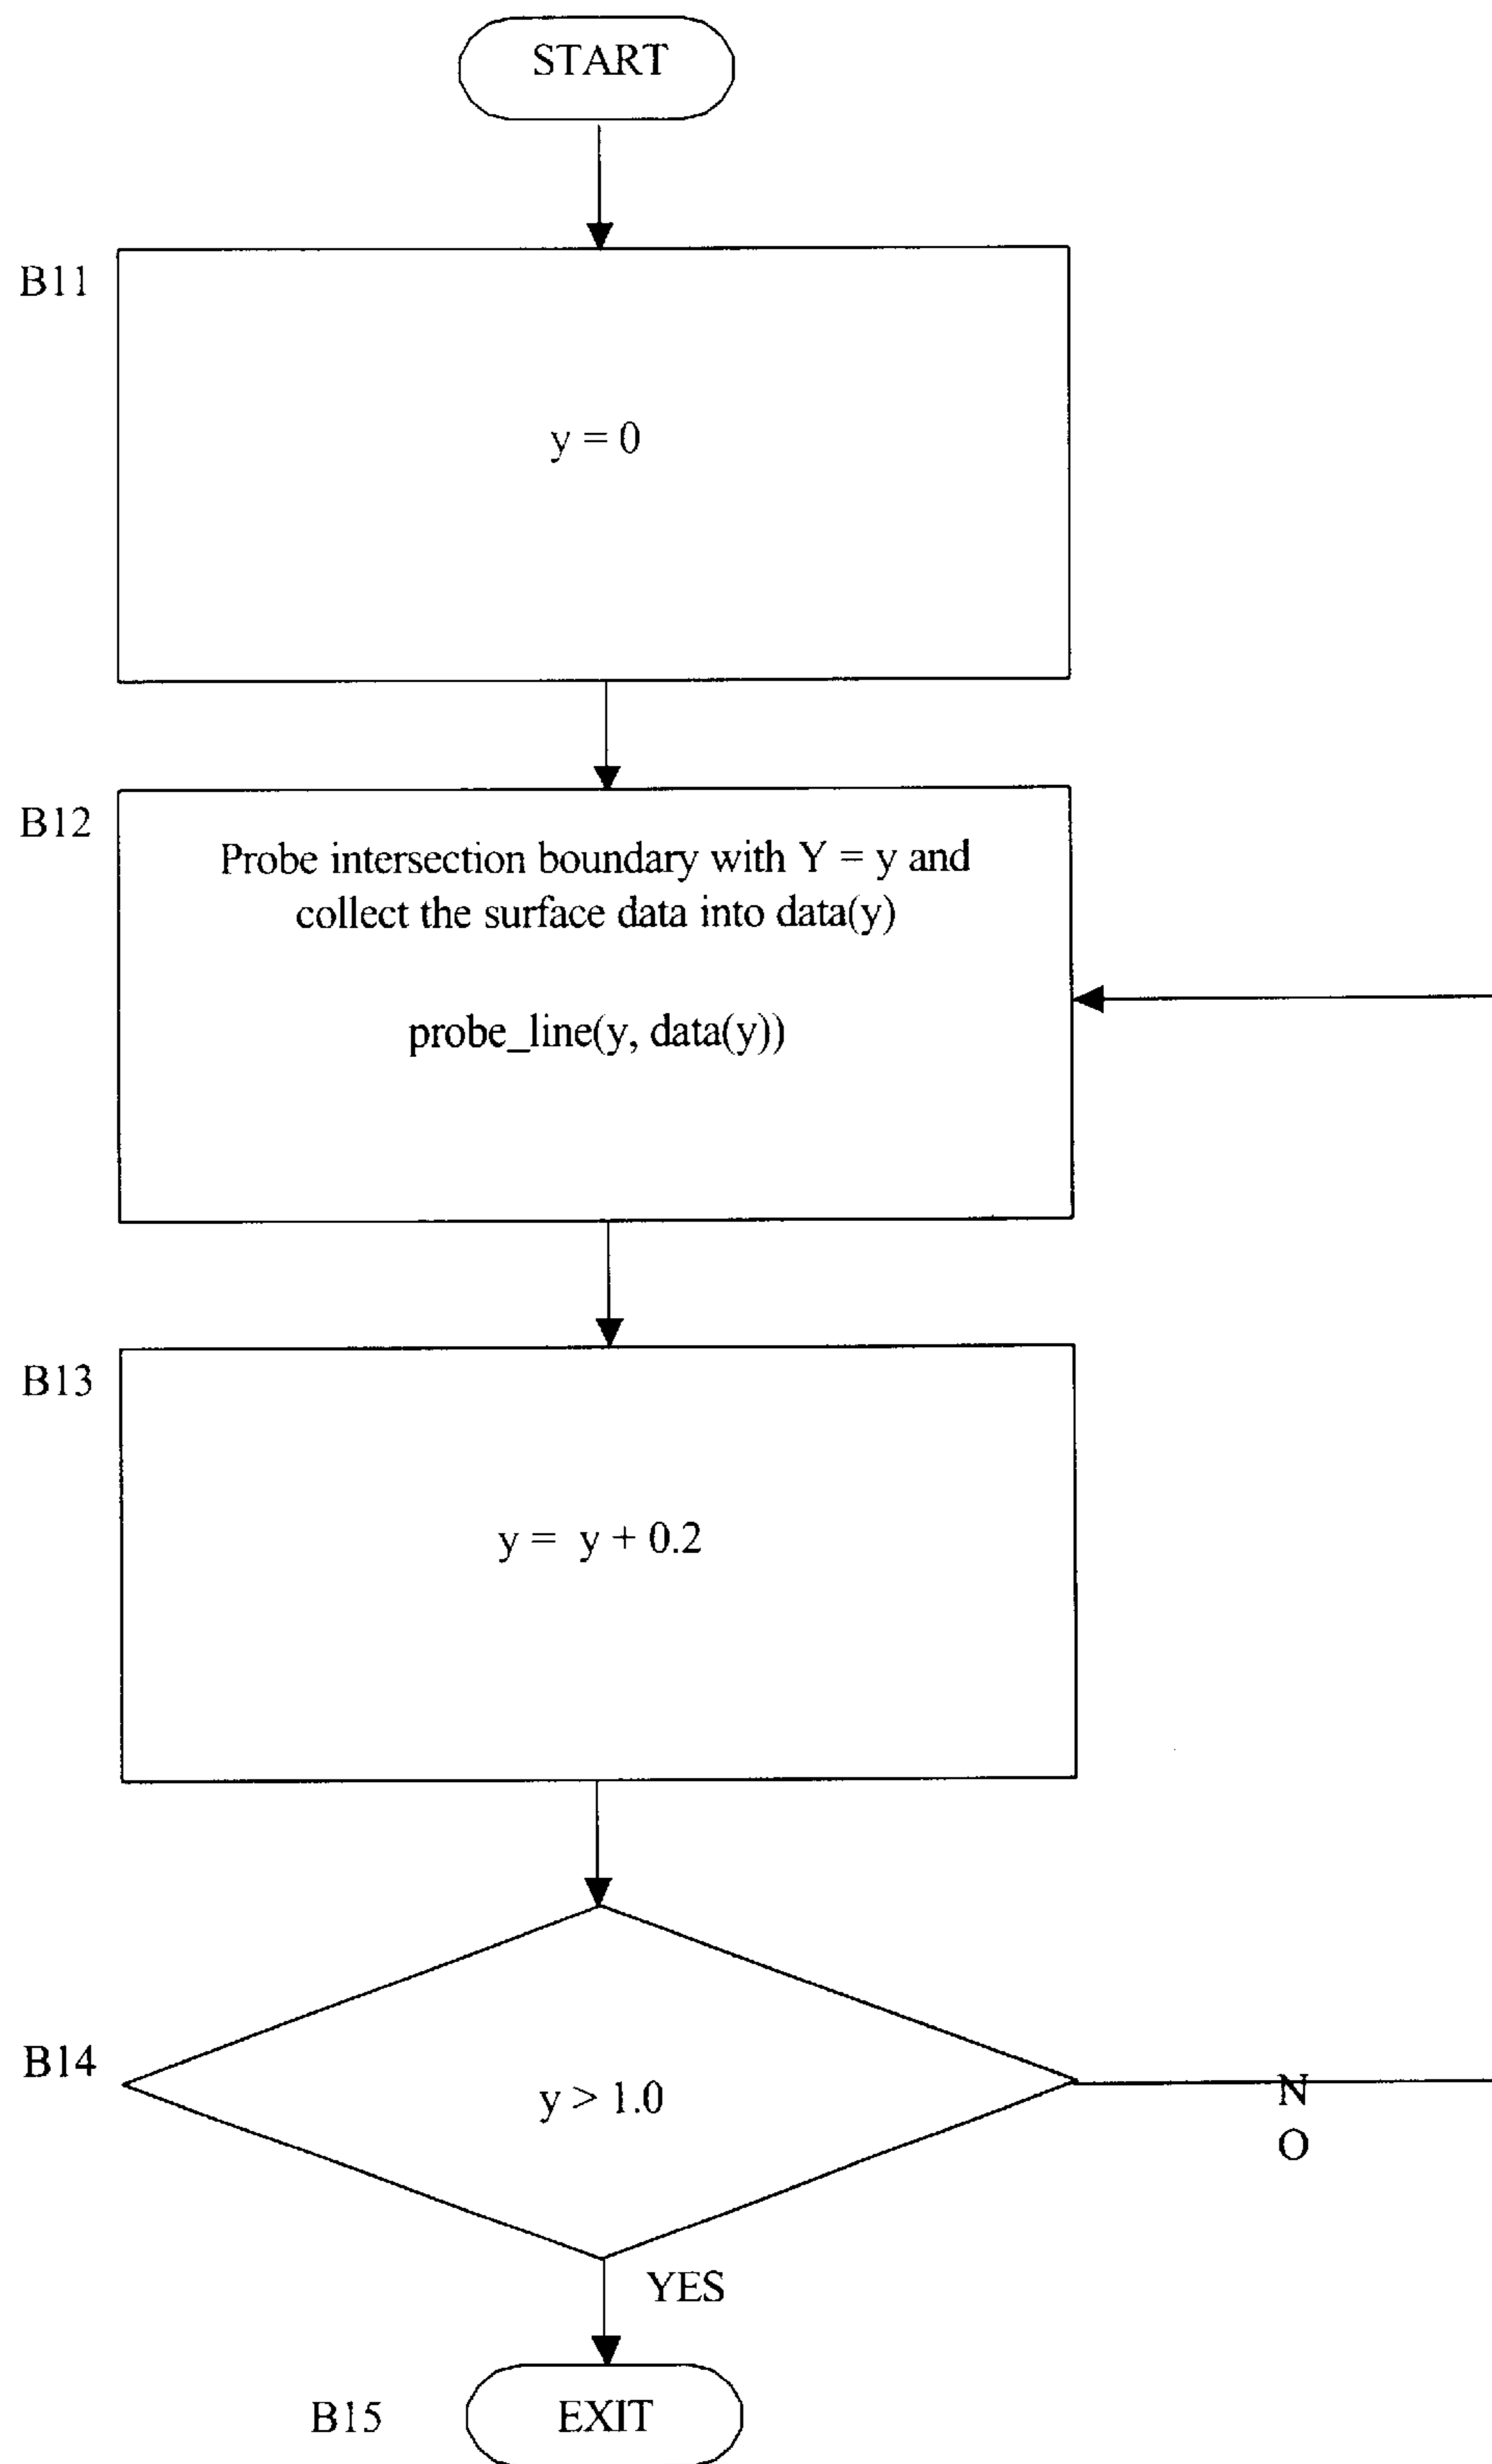 START
B11
y = 0
B12
Probe intersection boundary with Y = y and
collect the surface data into data(y)
probe_line(y, data(y))
B13
y = y + 0.2
B14
y > 1.0
N
O
YES
B15
EXIT